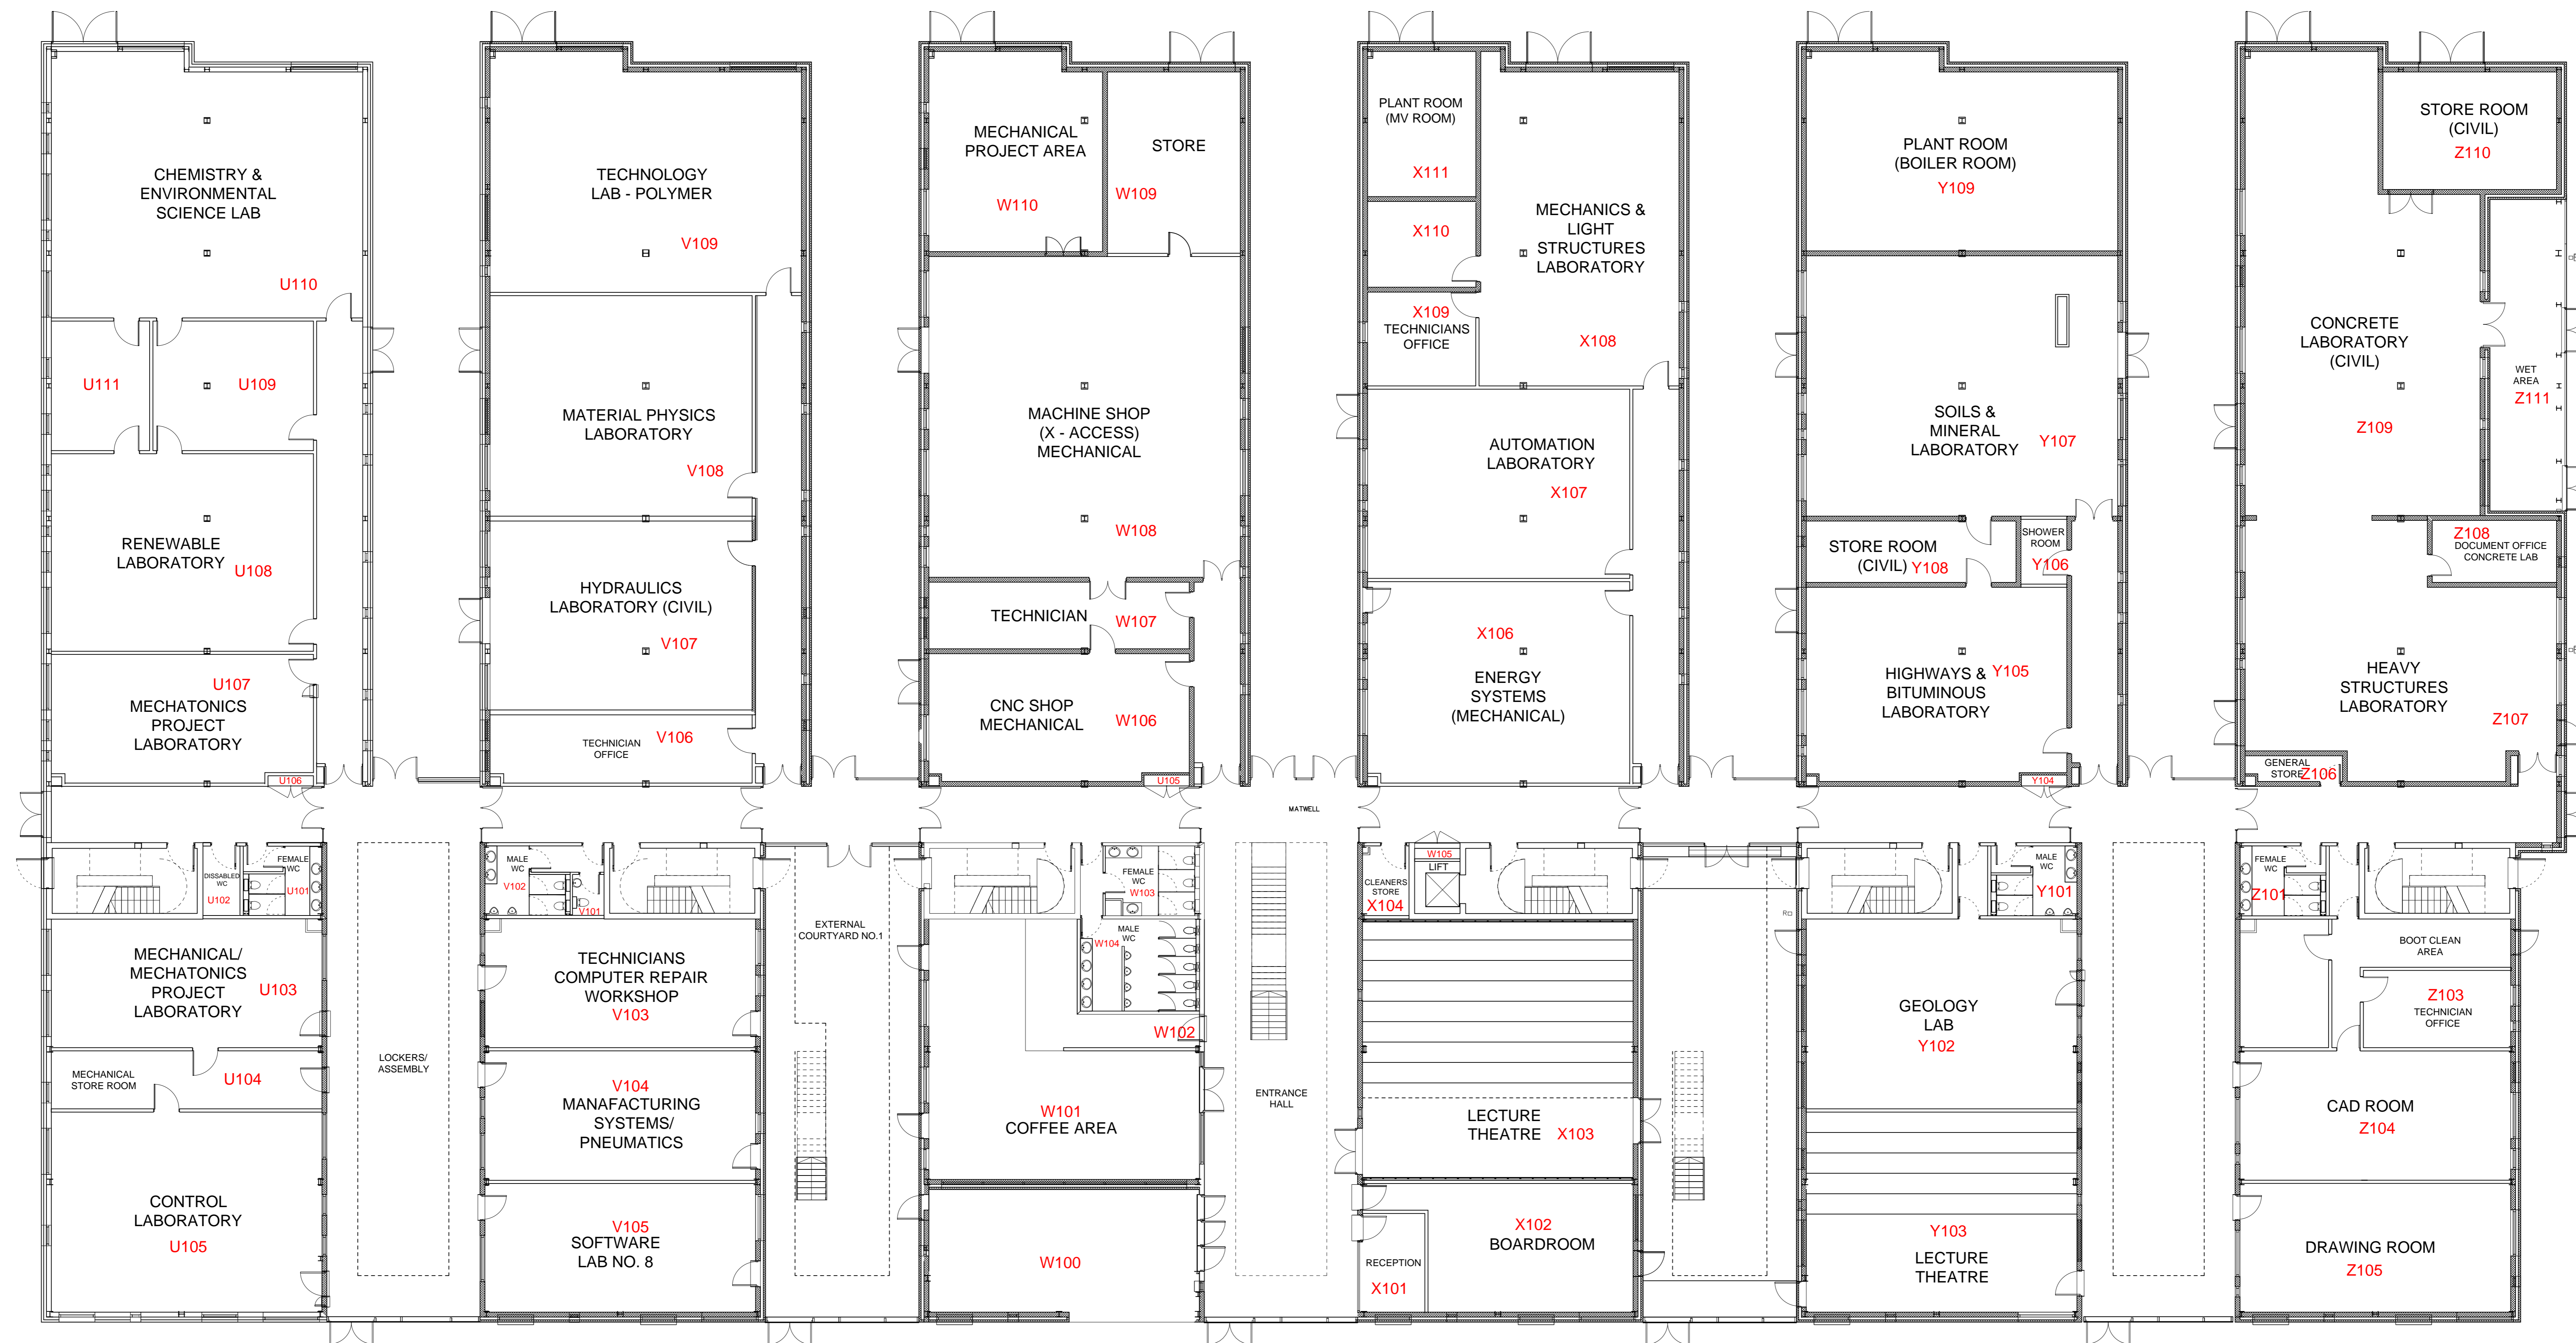 CHEMISTRY &
ENVIRONMENTAL
SCIENCE LAB
U110
U111
U109
RENEWABLE
LABORATORY
U108
U107
MECHATONICS
PROJECT
LABORATORY
U106
DISSABLED
WC
U102
FEMALE
WC
U101
MECHANICAL/
MECHATONICS
PROJECT
LABORATORY
U103
MECHANICAL
STORE ROOM
U104
CONTROL
LABORATORY
U105
LOCKERS/
ASSEMBLY
TECHNOLOGY
LAB - POLYMER
V109
MATERIAL PHYSICS
LABORATORY
V108
HYDRAULICS
LABORATORY (CIVIL)
V107
TECHNICIAN
OFFICE
V106
MALE
WC
V102
V101
TECHNICIANS
COMPUTER REPAIR
WORKSHOP
V103
V104
MANAFACTURING
SYSTEMS/
PNEUMATICS
V105
SOFTWARE
LAB NO. 8
EXTERNAL
COURTYARD NO.1
MECHANICAL
PROJECT AREA
W110
STORE
W109
MACHINE SHOP
(X - ACCESS)
MECHANICAL
W108
TECHNICIAN
W107
CNC SHOP
MECHANICAL
W106
U105
FEMALE
WC
W103
MALE
WC
W104
W102
W101
COFFEE AREA
W100
MATWELL
ENTRANCE
HALL
PLANT ROOM
(MV ROOM)
X111
X110
X109
TECHNICIANS
OFFICE
MECHANICS &
LIGHT
STRUCTURES
LABORATORY
X108
AUTOMATION
LABORATORY
X107
X106
ENERGY
SYSTEMS
(MECHANICAL)
W105
LIFT
CLEANERS
STORE
X104
LECTURE
THEATRE
X103
X102
BOARDROOM
RECEPTION
X101
PLANT ROOM
(BOILER ROOM)
Y109
SOILS &
MINERAL
LABORATORY
Y107
STORE ROOM
(CIVIL)
Y108
SHOWER
ROOM
Y106
HIGHWAYS &
BITUMINOUS
LABORATORY
Y105
Y104
MALE
WC
Y101
GEOLOGY
LAB
Y102
Y103
LECTURE
THEATRE
STORE ROOM
(CIVIL)
Z110
CONCRETE
LABORATORY
(CIVIL)
Z109
WET
AREA
Z111
Z108
DOCUMENT OFFICE
CONCRETE LAB
HEAVY
STRUCTURES
LABORATORY
Z107
GENERAL
STORE
Z106
FEMALE
WC
Z101
BOOT CLEAN
AREA
Z103
TECHNICIAN
OFFICE
CAD ROOM
Z104
DRAWING ROOM
Z105